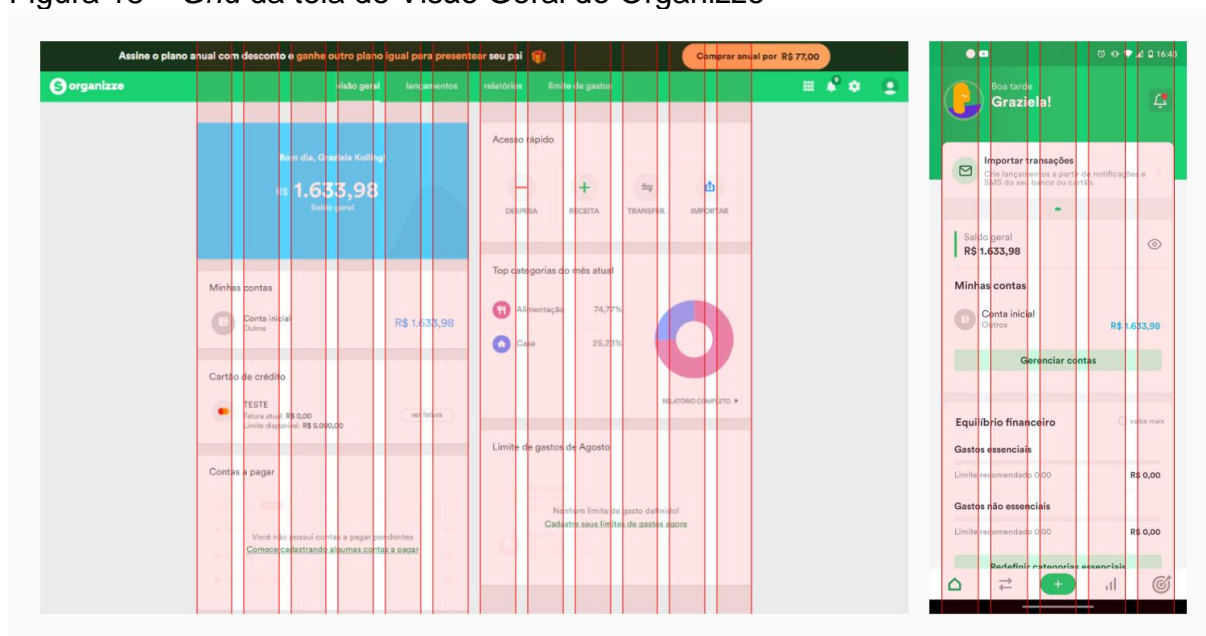 Figura 18 – Grid da tela de Visão Geral do Organizze
Assine o plano anual com desconto e ganhe outro plano igual para presentear seu pai
Comprar anual por R$ 77,00
organizze
visão geral
lançamentos
relatórios
limite de gastos
9
Bom dia, Graziela Kolling!
R$ 1.633,98
Saldo geral
Minhas contas
Conta inicial
Outros
R$ 1.633,98
Cartão de crédito
TESTE
Fatura atual: R$ 0,00
Limite disponível: R$ 5.000,00
ver fatura
Contas a pagar
Você não possui contas a pagar pendentes
Comece cadastrando algumas contas a pagar
Acesso rápido
DESPESA
RECEITA
TRANSFER.
IMPORTAR
Top categorias do mês atual
Alimentação
74,77%
Casa
25,23%
RELATÓRIO COMPLETO
Limite de gastos de Agosto
Nenhum limite de gasto definido!
Cadastre seus limites de gastos agora
16:45
Boa tarde
Graziela!
Importar transações
Crie lançamentos a partir de notificações e
SMS do seu banco ou cartão.
Saldo geral
R$ 1.633,98
Minhas contas
Conta inicial
Outros
R$ 1.633,98
Gerenciar contas
Equilíbrio financeiro
saiba mais
Gastos essenciais
Limite recomendado 0,00
R$ 0,00
Gastos não essenciais
Limite recomendado 0,00
R$ 0,00
Redefinir categorias essenciais